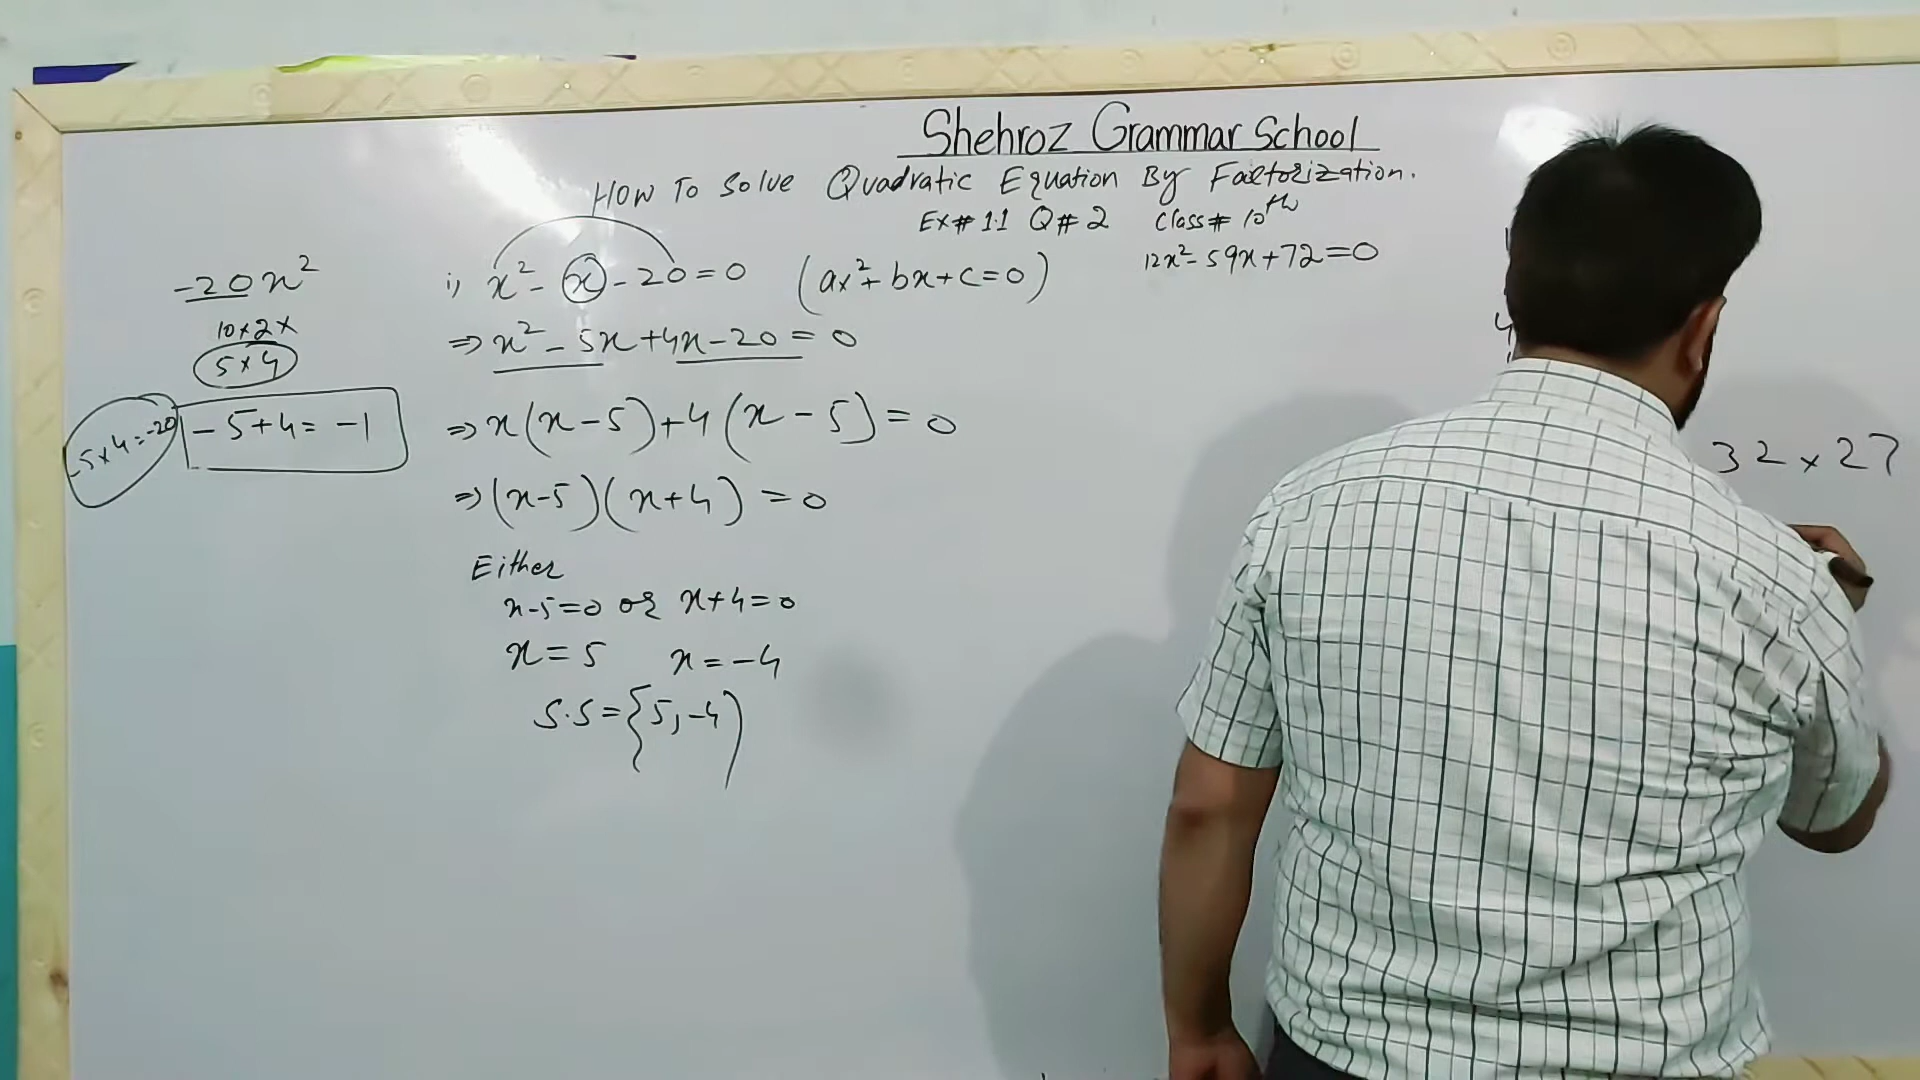 Shehroz Grammar School
How To Solve Quadratic Equation By Factorization.
Ex# 1.1 Q# 2 Class# 10th
12x² - 59x + 72 = 0
-20x²
10×2×
5×4
-5×4=-20
-5+4= -1
i) x² - x - 20 = 0 (ax² + bx + c = 0)
⇒ x² - 5x + 4x - 20 = 0
⇒ x(x - 5) + 4(x - 5) = 0
⇒ (x-5)(x+4) = 0
Either
x-5=0 or x+4=0
x = 5 x = -4
S.S = {5, -4)
32 × 27